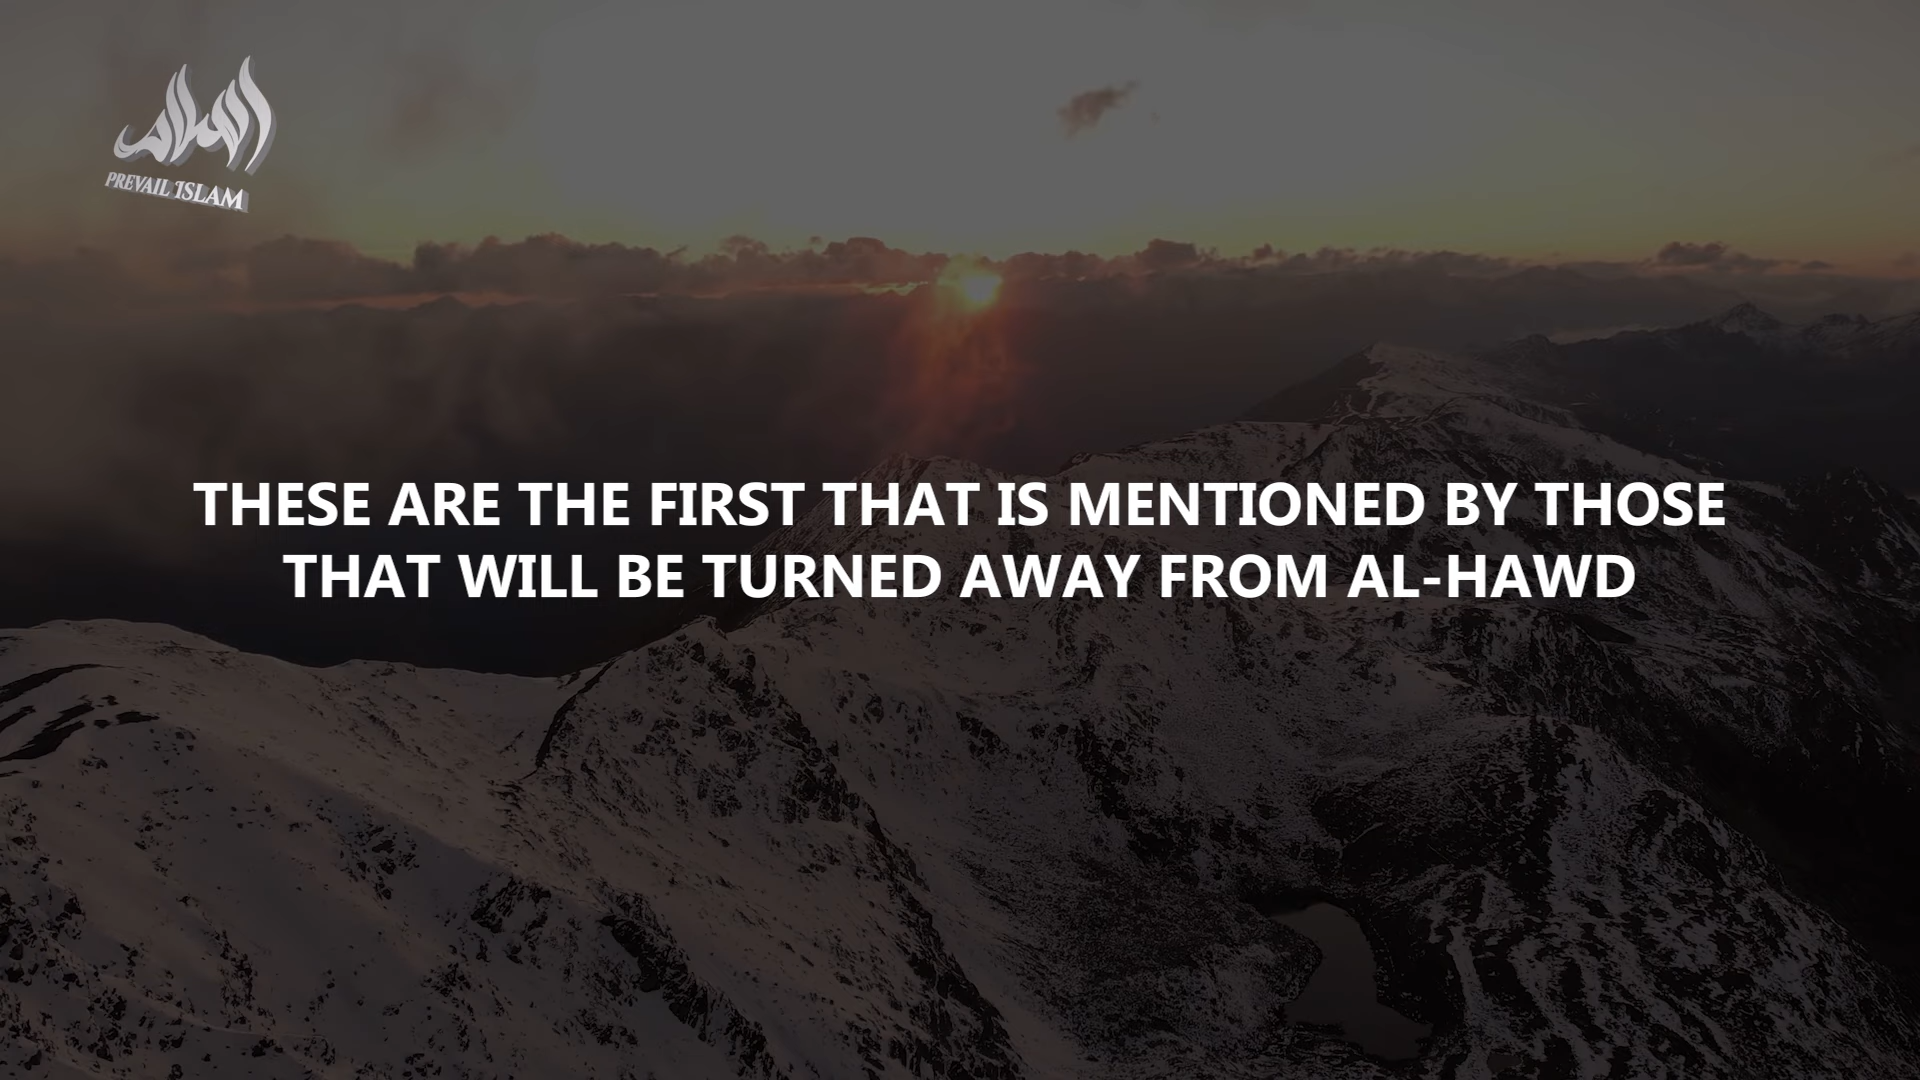 السلام
PREVAIL ISLAM
THESE ARE THE FIRST THAT IS MENTIONED BY THOSE
THAT WILL BE TURNED AWAY FROM AL-HAWD